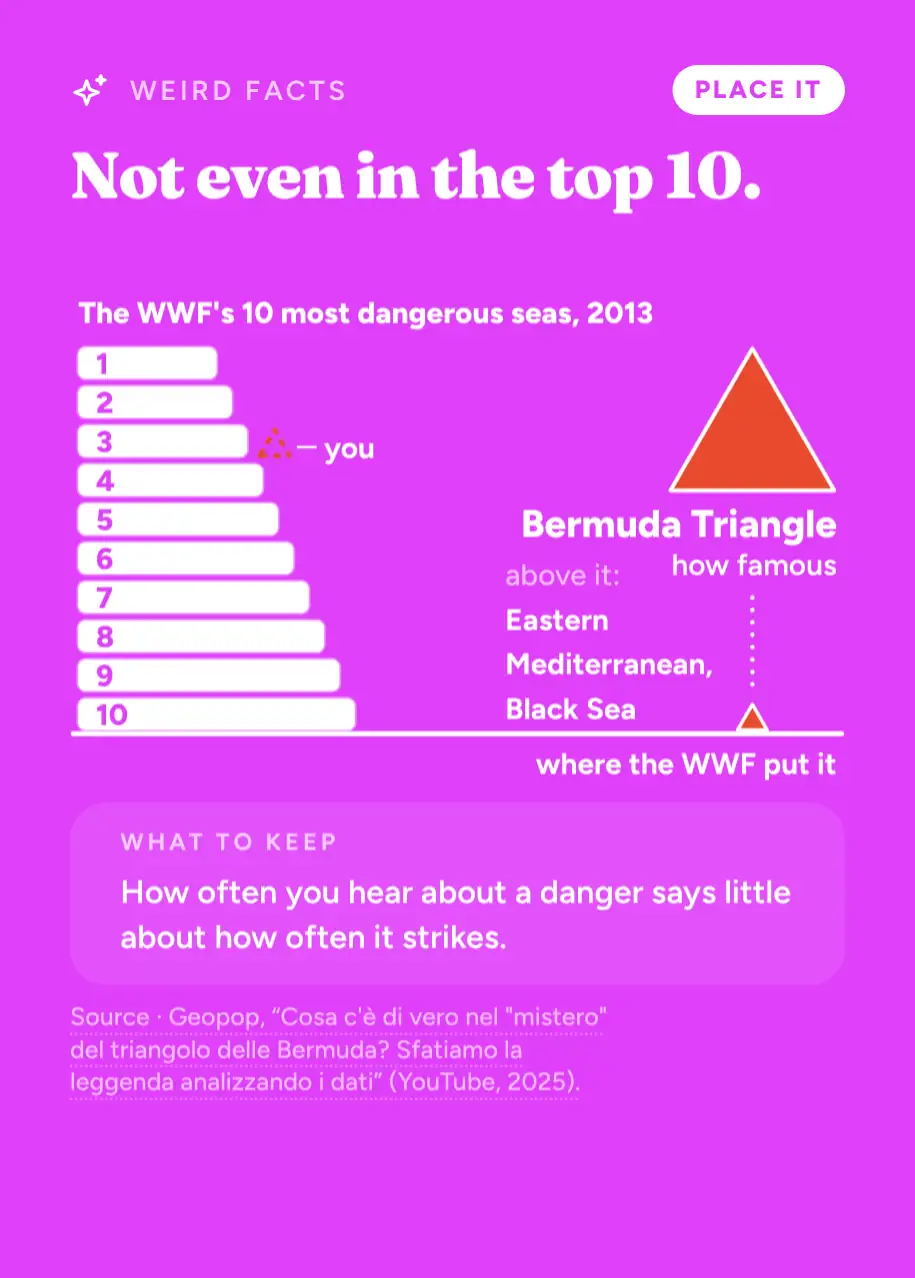 WEIRD FACTS
PLACE IT
Not even in the top 10.
The WWF's 10 most dangerous seas, 2013
1
2
3
— you
4
5
6
7
8
9
10
Bermuda Triangle
how famous
above it:
Eastern
Mediterranean,
Black Sea
where the WWF put it
WHAT TO KEEP
How often you hear about a danger says little
about how often it strikes.
Source · Geopop, “Cosa c'è di vero nel "mistero"
del triangolo delle Bermuda? Sfatiamo la
leggenda analizzando i dati” (YouTube, 2025).